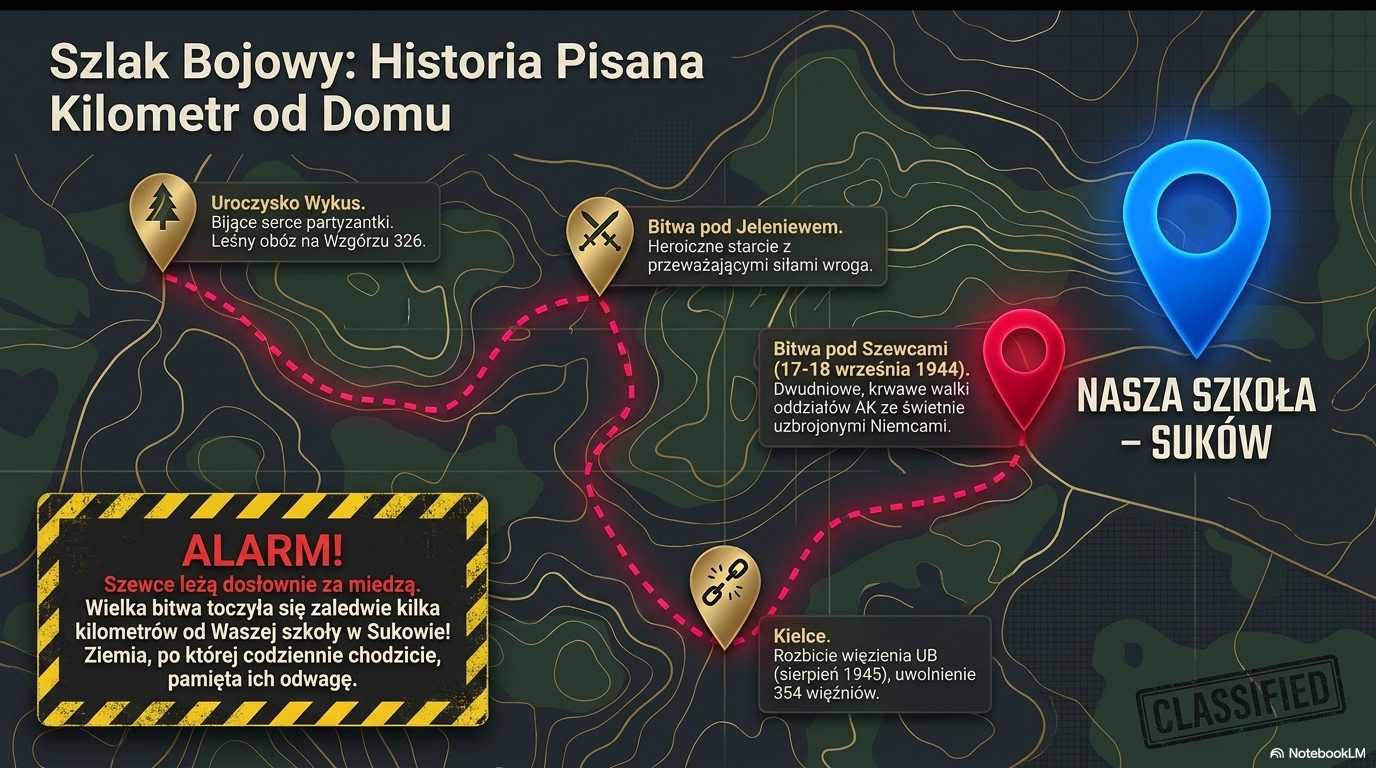 Szlak Bojowy: Historia Pisana
Kilometr od Domu
Uroczysko Wykus.
Bijące serce partyzantki.
Leśny obóz na Wzgórzu 326.
Bitwa pod Jeleniewem.
Heroiczne starcie z
przeważającymi siłami wroga.
Bitwa pod Szewcami
(17-18 września 1944).
Dwudniowe, krwawe walki
oddziałów AK ze świetnie
uzbrojonymi Niemcami.
NASZA SZKOŁA
– SUKÓW
ALARM!
Szewce leżą dosłownie za miedzą.
Wielka bitwa toczyła się zaledwie kilka
kilometrów od Waszej szkoły w Sukowie!
Ziemia, po której codziennie chodzicie,
pamięta ich odwagę.
Kielce.
Rozbicie więzienia UB
(sierpień 1945), uwolnienie
354 więźniów.
CLASSIFIED
NotebookLM